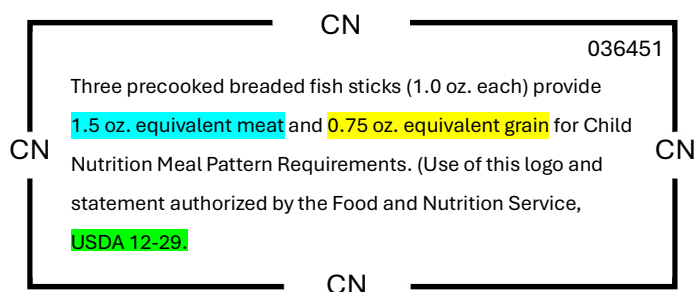 CN
036451
Three precooked breaded fish sticks (1.0 oz. each) provide
1.5 oz. equivalent meat and 0.75 oz. equivalent grain for Child
CN
CN
Nutrition Meal Pattern Requirements. (Use of this logo and
statement authorized by the Food and Nutrition Service,
USDA 12-29.
CN